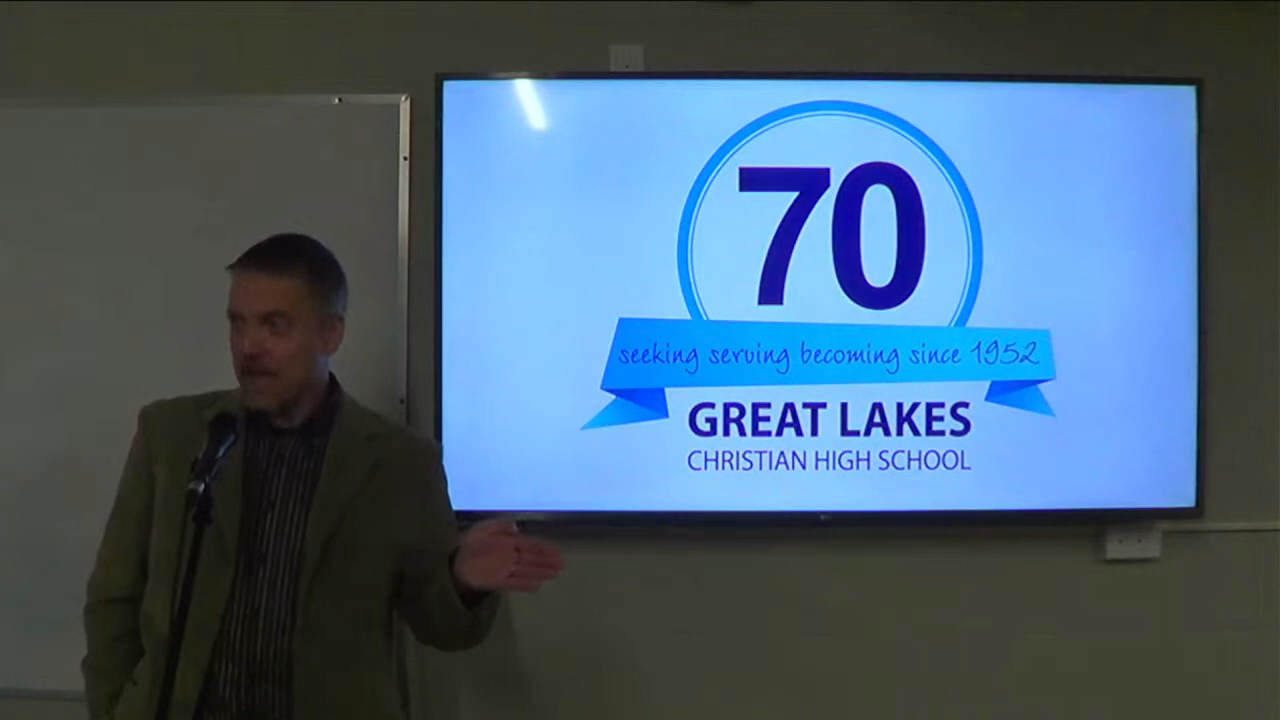 70
seeking serving becoming since 1952
GREAT LAKES
CHRISTIAN HIGH SCHOOL